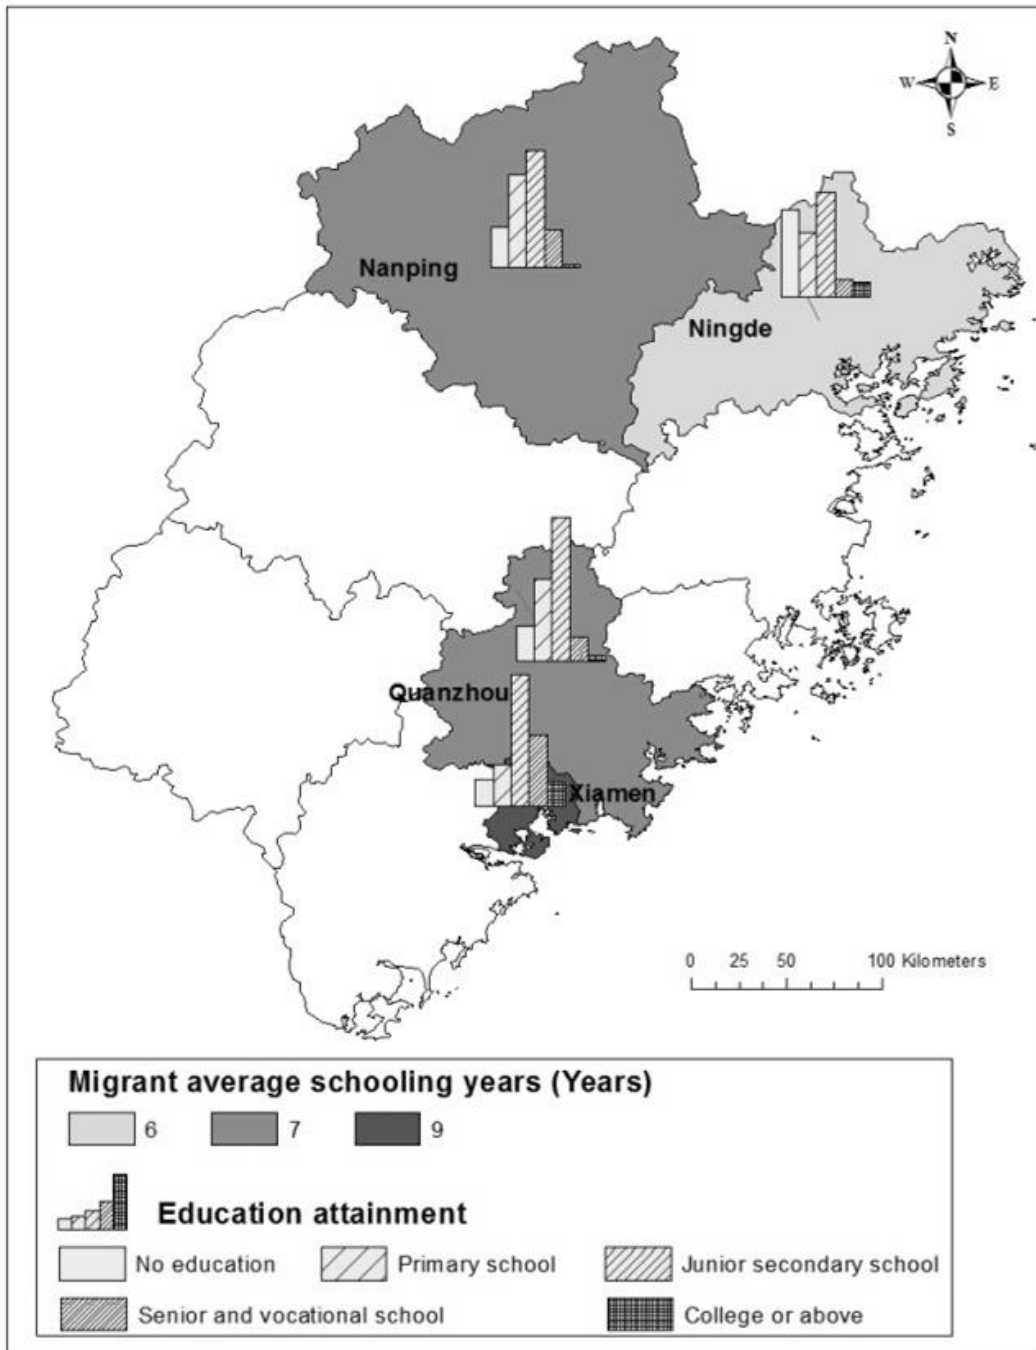 N
W E
S
Nanping
Ningde
Quanzhou
Xiamen
0 25 50 100 Kilometers
Migrant average schooling years (Years)
6 7 9
Education attainment
No education Primary school Junior secondary school
Senior and vocational school College or above